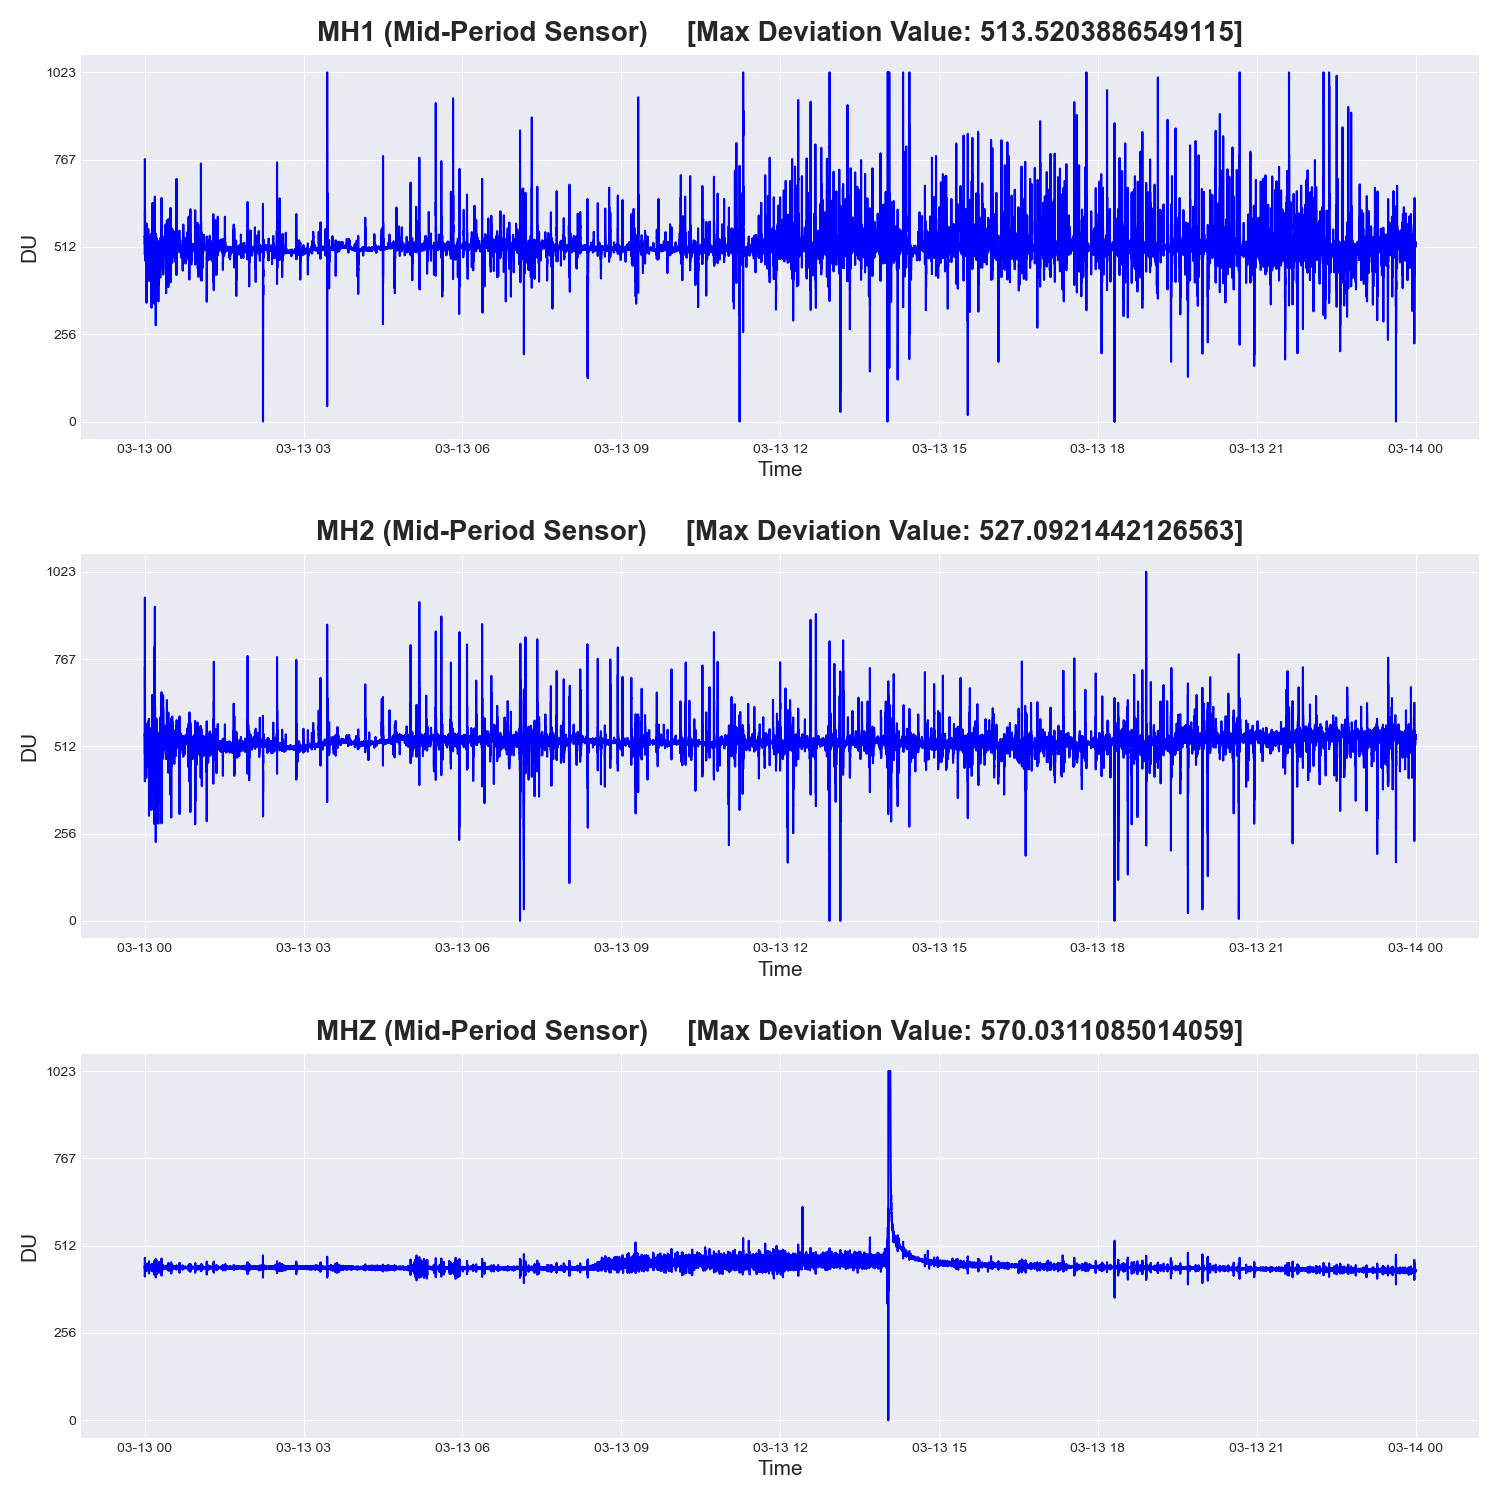 MH1 (Mid-Period Sensor) [Max Deviation Value: 513.5203886549115]
1023
767
512
256
0
DU
03-13 00 03-13 03 03-13 06 03-13 09 03-13 12 03-13 15 03-13 18 03-13 21 03-14 00
Time
MH2 (Mid-Period Sensor) [Max Deviation Value: 527.0921442126563]
1023
767
512
256
0
DU
03-13 00 03-13 03 03-13 06 03-13 09 03-13 12 03-13 15 03-13 18 03-13 21 03-14 00
Time
MHZ (Mid-Period Sensor) [Max Deviation Value: 570.0311085014059]
1023
767
512
256
0
DU
03-13 00 03-13 03 03-13 06 03-13 09 03-13 12 03-13 15 03-13 18 03-13 21 03-14 00
Time